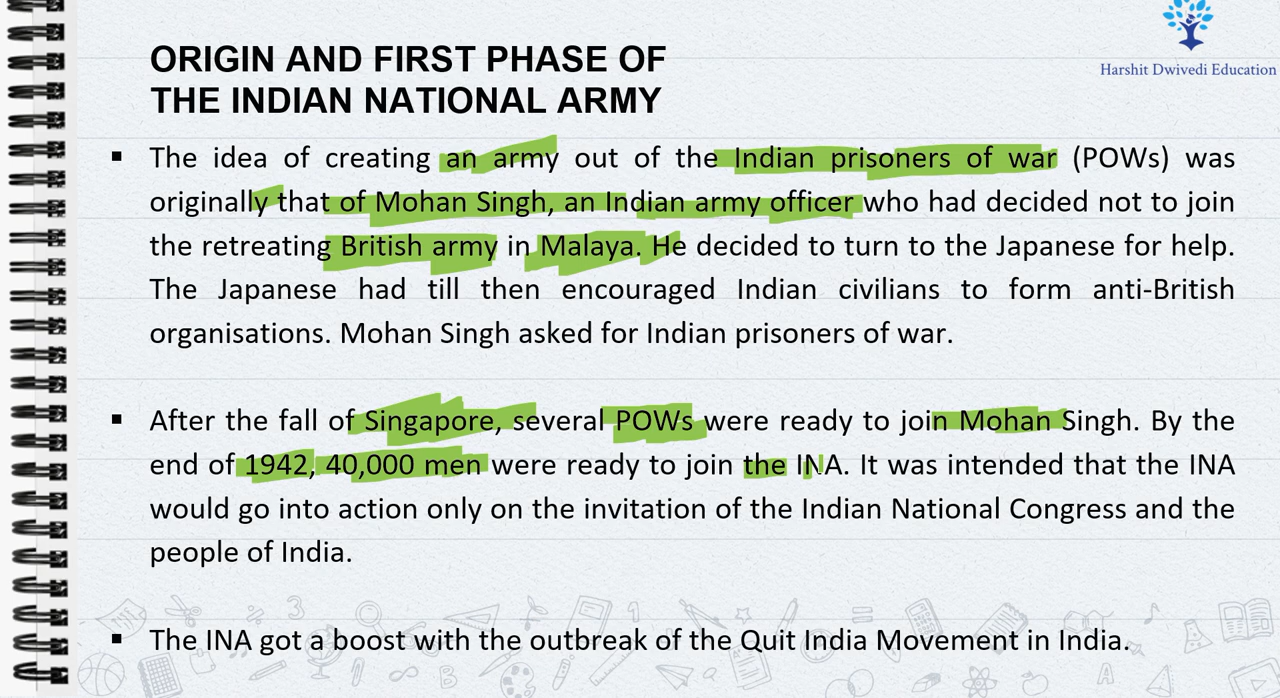 ORIGIN AND FIRST PHASE OF
THE INDIAN NATIONAL ARMY
Harshit Dwivedi Education
▪ The idea of creating an army out of the Indian prisoners of war (POWs) was
originally that of Mohan Singh, an Indian army officer who had decided not to join
the retreating British army in Malaya. He decided to turn to the Japanese for help.
The Japanese had till then encouraged Indian civilians to form anti-British
organisations. Mohan Singh asked for Indian prisoners of war.
▪ After the fall of Singapore, several POWs were ready to join Mohan Singh. By the
end of 1942, 40,000 men were ready to join the INA. It was intended that the INA
would go into action only on the invitation of the Indian National Congress and the
people of India.
▪ The INA got a boost with the outbreak of the Quit India Movement in India.